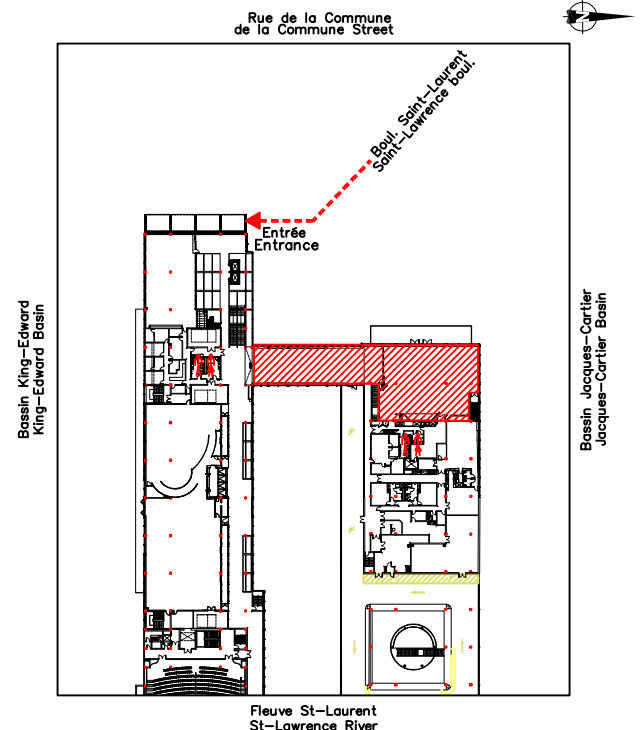 Rue de la Commune
de la Commune Street
N
Boul. Saint-Laurent
Saint-Lawrence boul.
Entrée
Entrance
Bassin King-Edward
King-Edward Basin
Bassin Jacques-Cartier
Jacques-Cartier Basin
Fleuve St-Laurent
St-Lawrence River